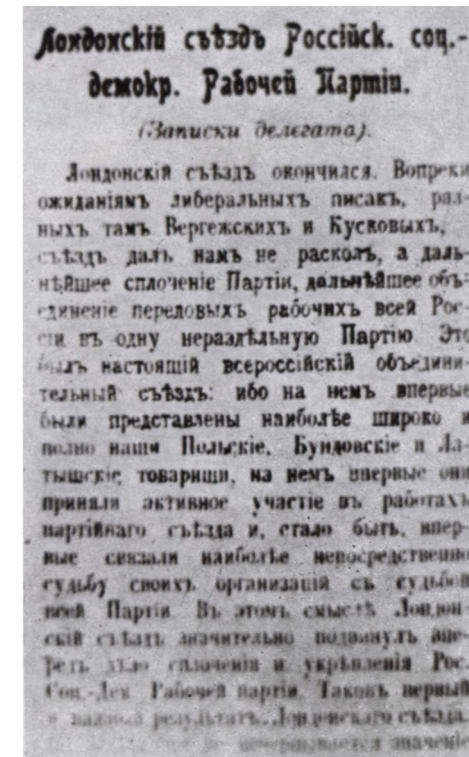 Лондонскій съѣздъ Россійск. соц.-
демокр. Рабочей Партіи.
(Записки делегата).
Лондонскій съѣздъ окончился. Вопреки
ожиданіямъ либеральныхъ писакъ, раз-
ныхъ тамъ Вергежскихъ и Кусковыхъ,
съѣздъ далъ намъ не расколъ, а даль-
нѣйшее сплоченіе Партіи, дальнѣйшее объ-
единеніе передовыхъ рабочихъ всей Рос-
сіи въ одну нераздѣльную Партію. Это
былъ настоящій всероссійскій объедини-
тельный съѣздъ: ибо на немъ впервые
были представлены наиболѣе широко и
полно наши Польскіе, Бундовскіе и Ла-
тышскіе товарищи, на немъ впервые они
приняли активное участіе въ работахъ
партійнаго съѣзда и, стало быть, впер-
вые связали наиболѣе непосредственно
судьбу своихъ организацій съ судьбой
всей Партіи. Въ этомъ смыслѣ Лондон-
скій съѣздъ значительно подвинулъ впе-
редъ дѣло сплоченія и укрѣпленія Рос.
Соц.-Дем. Рабочей партіи. Таковъ первый
и важный результатъ Лондонскаго съѣзда.
исчерпывается значеніе